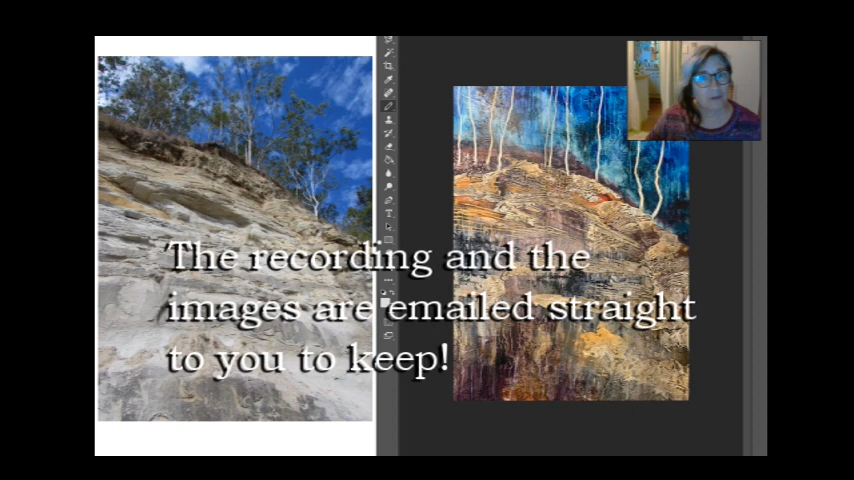 The recording and the
images are emailed straight
to you to keep!